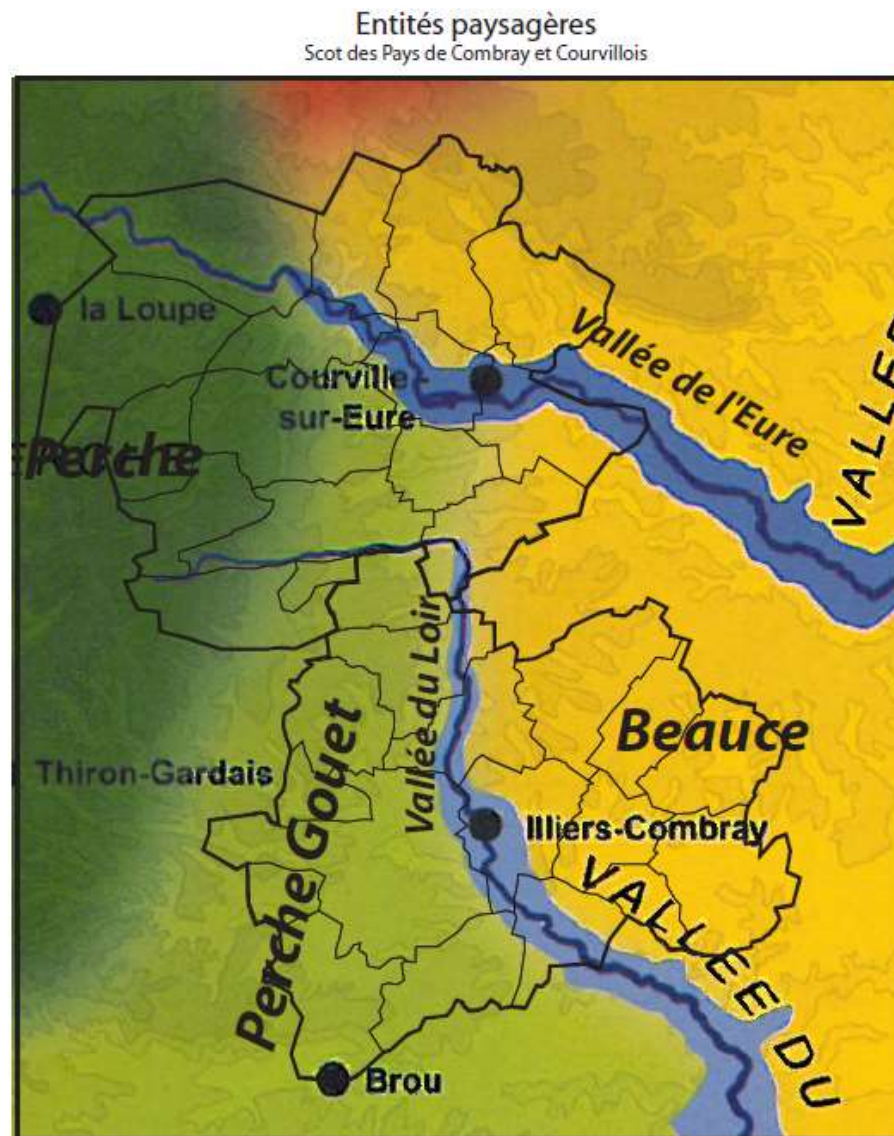 Entités paysagères
Scot des Pays de Combray et Courvillois
la Loupe
Vallée de l'Eure
VALLÉE
Courville -
sur-Eure
Perche
Vallée du Loir
Beauce
Perche Gouet
Thiron-Gardais
Illiers-Combray
VALLEE DU
Brou